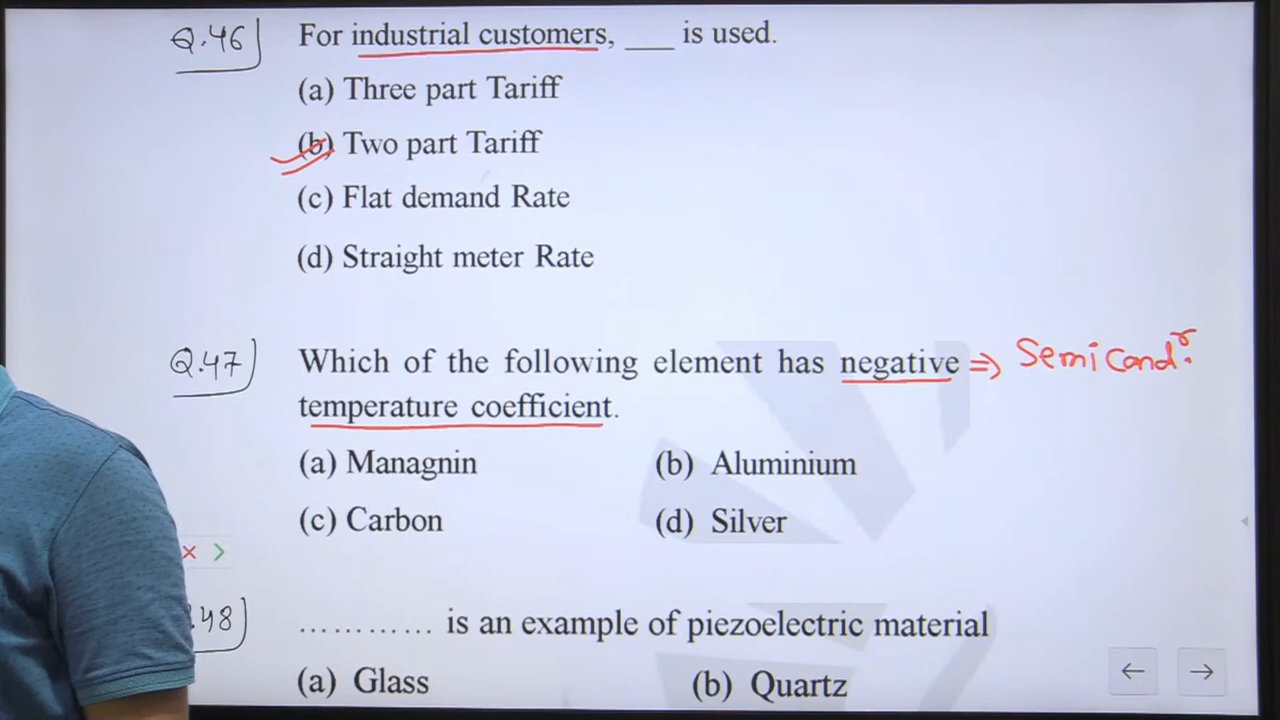 Q.46 For industrial customers, ___ is used.
(a) Three part Tariff
(b) Two part Tariff
(c) Flat demand Rate
(d) Straight meter Rate
Q.47 Which of the following element has negative ⇒ Semicondr.
temperature coefficient.
(a) Managnin (b) Aluminium
(c) Carbon (d) Silver
.48 ............ is an example of piezoelectric material
(a) Glass (b) Quartz